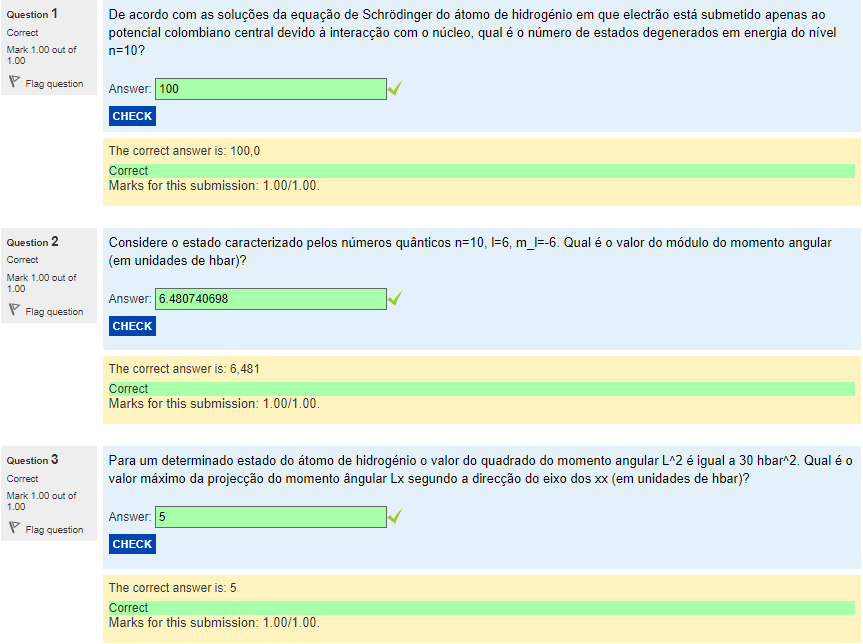 Question 1
Correct
Mark 1.00 out of
1.00
Flag question
De acordo com as soluções da equação de Schrödinger do átomo de hidrogénio em que electrão está submetido apenas ao
potencial colombiano central devido à interacção com o núcleo, qual é o número de estados degenerados em energia do nível
n=10?
Answer: 100
CHECK
The correct answer is: 100,0
Correct
Marks for this submission: 1.00/1.00.
Question 2
Correct
Mark 1.00 out of
1.00
Flag question
Considere o estado caracterizado pelos números quânticos n=10, l=6, m_l=-6. Qual é o valor do módulo do momento angular
(em unidades de hbar)?
Answer: 6.480740698
CHECK
The correct answer is: 6,481
Correct
Marks for this submission: 1.00/1.00.
Question 3
Correct
Mark 1.00 out of
1.00
Flag question
Para um determinado estado do átomo de hidrogénio o valor do quadrado do momento angular L^2 é igual a 30 hbar^2. Qual é o
valor máximo da projecção do momento ângular Lx segundo a direcção do eixo dos xx (em unidades de hbar)?
Answer: 5
CHECK
The correct answer is: 5
Correct
Marks for this submission: 1.00/1.00.